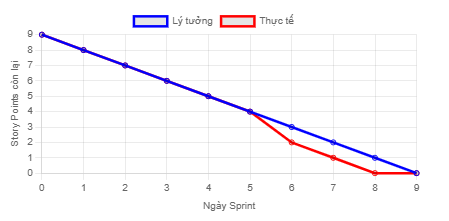 Lý tưởng Thực tế
9
8
7
6
5
4
3
2
1
0
Story Points còn lại
0 1 2 3 4 5 6 7 8 9
Ngày Sprint